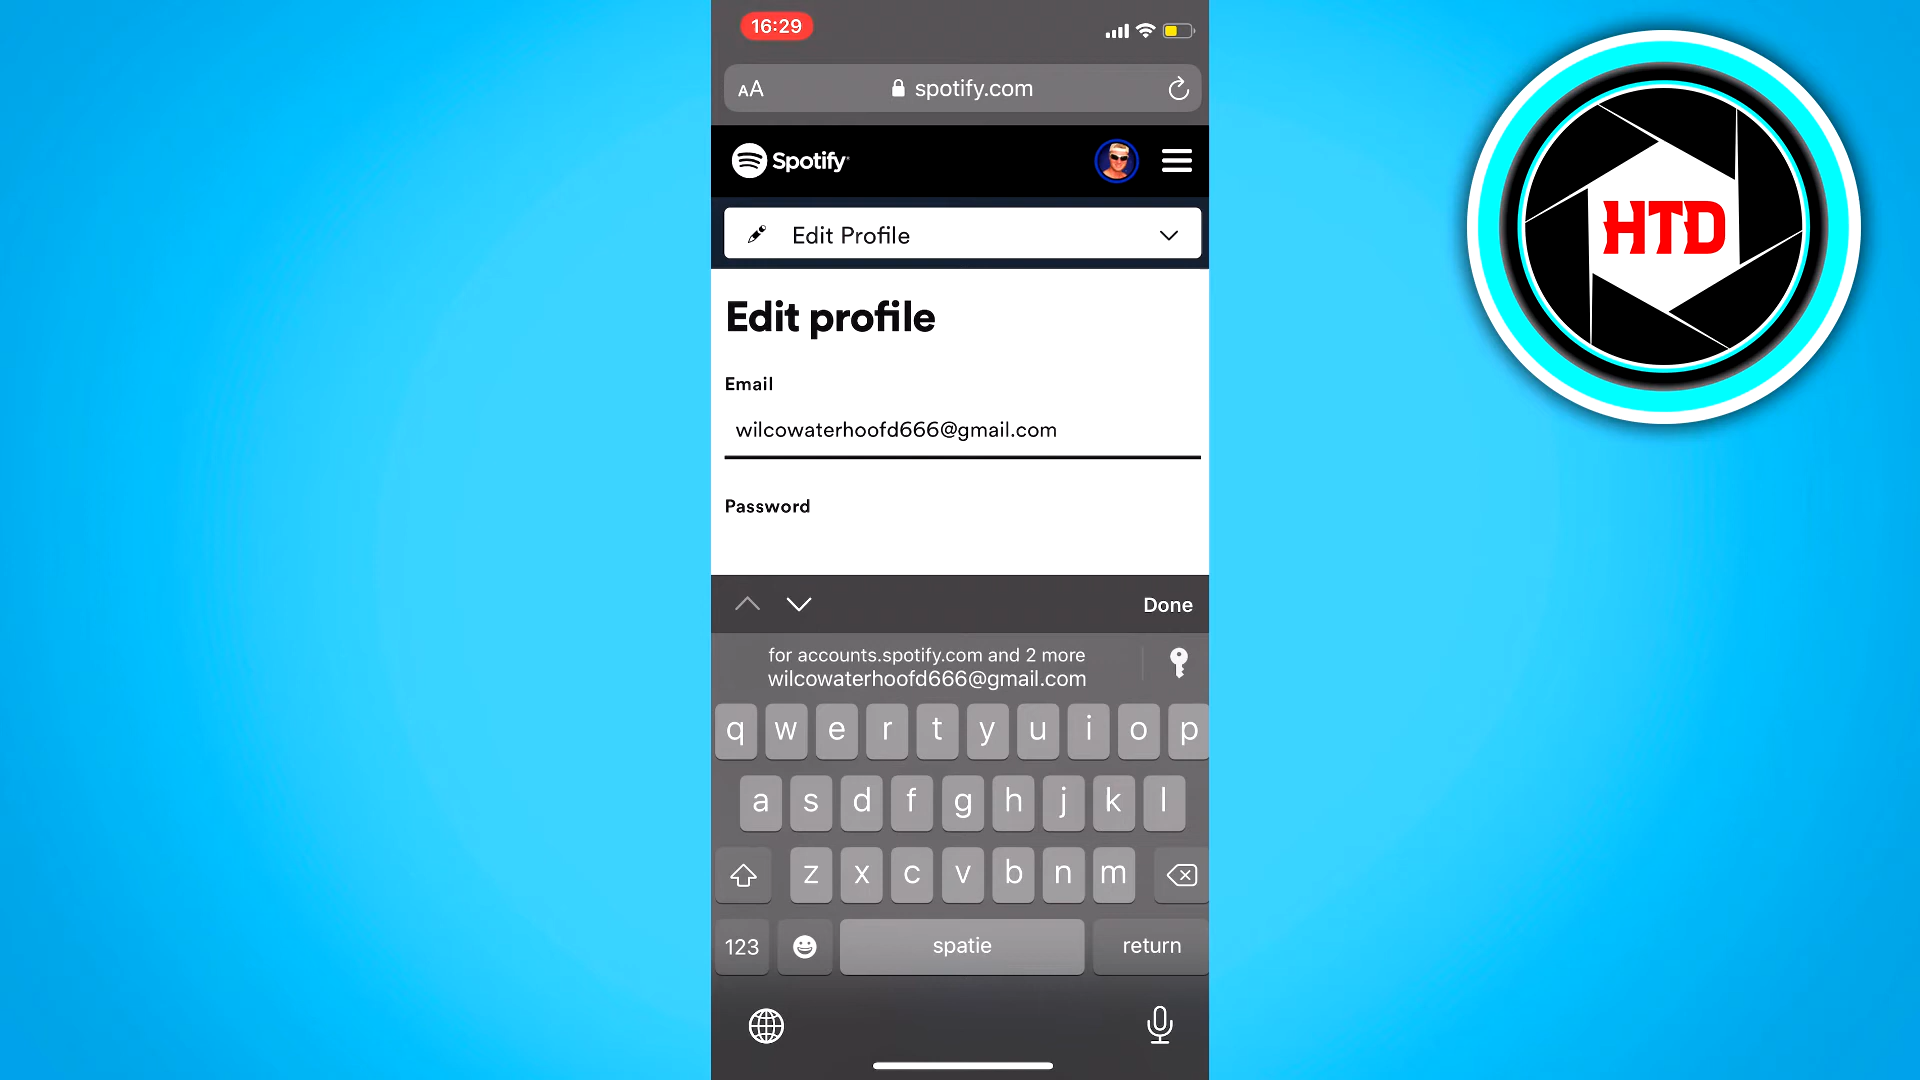 16:29
AA
spotify.com
Spotify
HTD
Edit Profile
Edit profile
Email
wilcowaterhoofd666@gmail.com
Password
Done
for accounts.spotify.com and 2 more
wilcowaterhoofd666@gmail.com
q w e r t y u i o p
a s d f g h j k l
z x c v b n m
123 spatie return